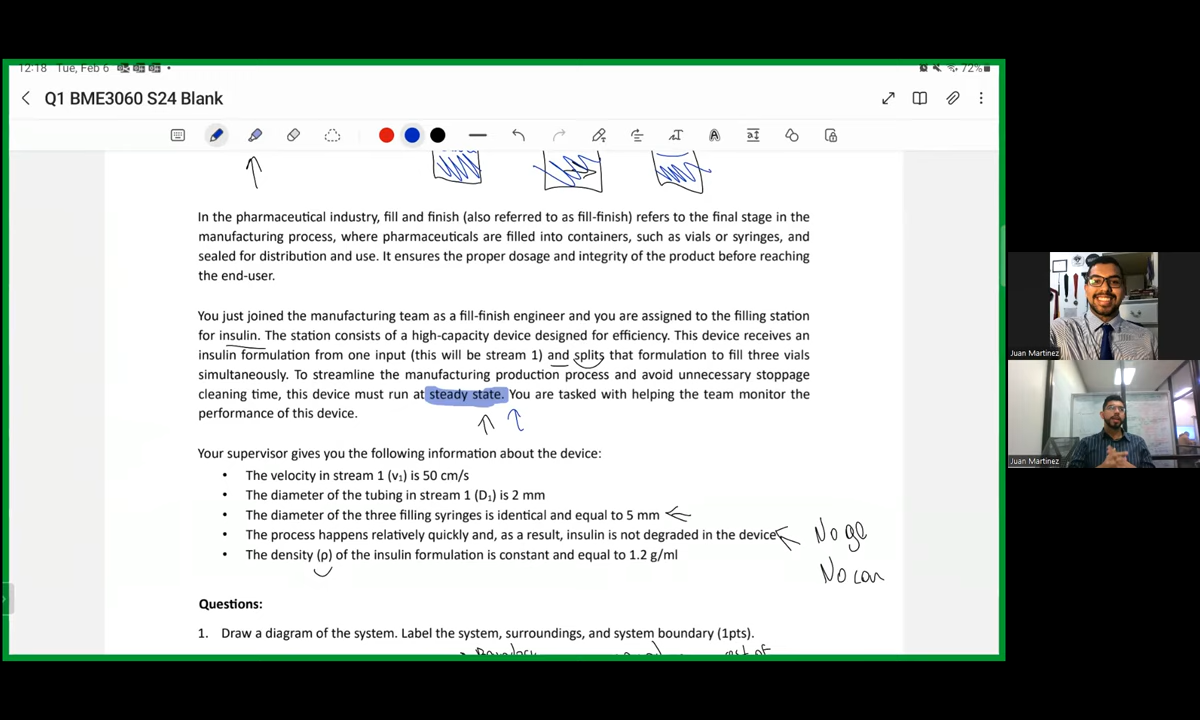 12:18 Tue, Feb 6
72%
Q1 BME3060 S24 Blank
In the pharmaceutical industry, fill and finish (also referred to as fill-finish) refers to the final stage in the
manufacturing process, where pharmaceuticals are filled into containers, such as vials or syringes, and
sealed for distribution and use. It ensures the proper dosage and integrity of the product before reaching
the end-user.
You just joined the manufacturing team as a fill-finish engineer and you are assigned to the filling station
for insulin. The station consists of a high-capacity device designed for efficiency. This device receives an
insulin formulation from one input (this will be stream 1) and splits that formulation to fill three vials
simultaneously. To streamline the manufacturing production process and avoid unnecessary stoppage
cleaning time, this device must run at steady state. You are tasked with helping the team monitor the
performance of this device.
Your supervisor gives you the following information about the device:
• The velocity in stream 1 (v₁) is 50 cm/s
• The diameter of the tubing in stream 1 (D₁) is 2 mm
• The diameter of the three filling syringes is identical and equal to 5 mm
• The process happens relatively quickly and, as a result, insulin is not degraded in the device
No ge
• The density (ρ) of the insulin formulation is constant and equal to 1.2 g/ml
No con
Questions:
1. Draw a diagram of the system. Label the system, surroundings, and system boundary (1pts).
Juan Martinez
Juan Martinez